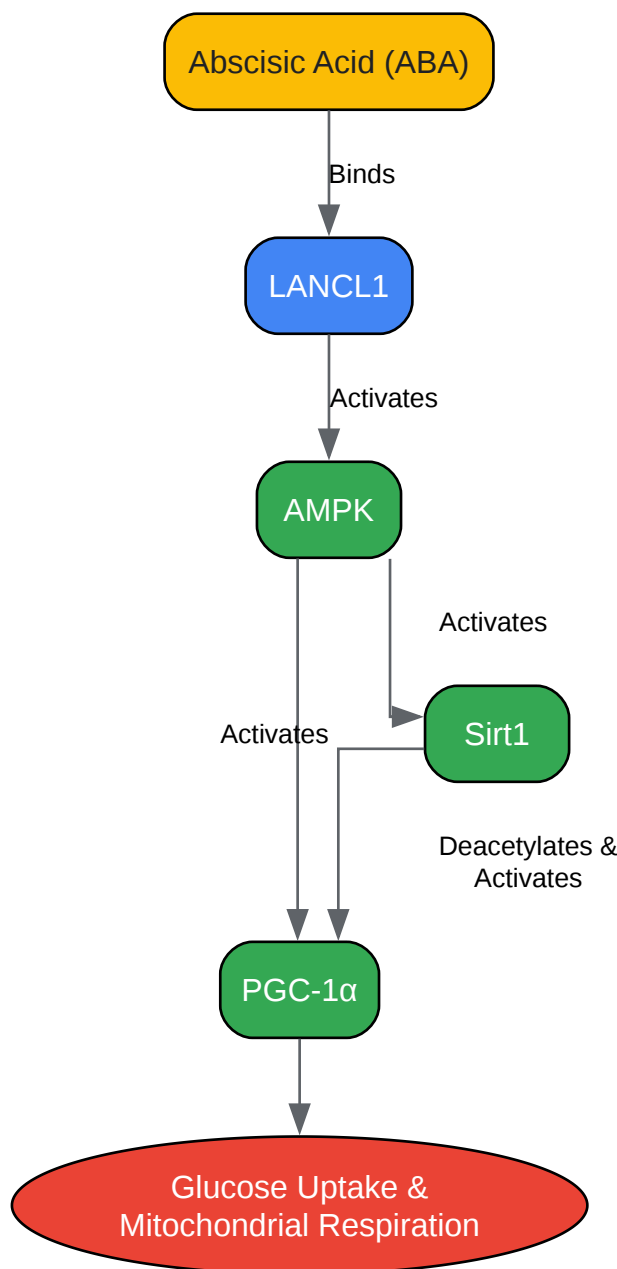 Abscisic Acid (ABA)
Binds
LANCL1
Activates
AMPK
Activates
Activates
Sirt1
Deacetylates &
Activates
PGC-1α
Glucose Uptake &
Mitochondrial Respiration